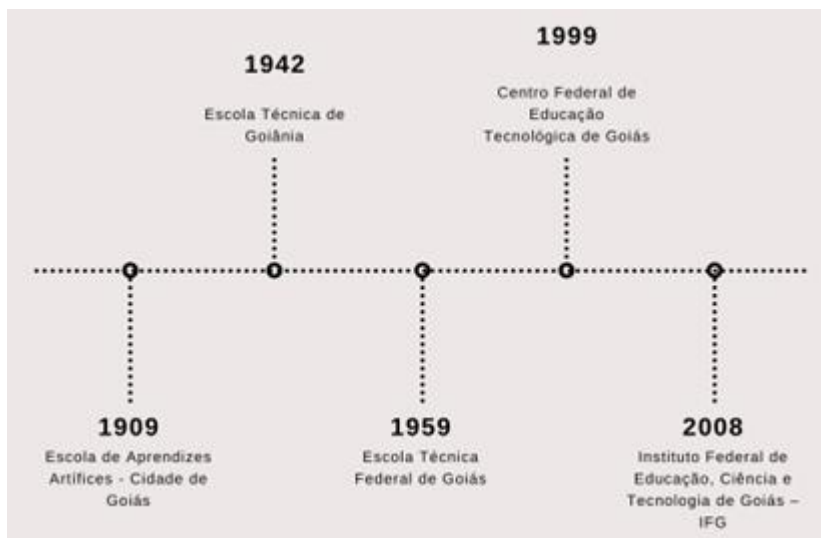 1909
Escola de Aprendizes
Artífices - Cidade de
Goiás
1942
Escola Técnica de
Goiânia
1959
Escola Técnica
Federal de Goiás
1999
Centro Federal de
Educação
Tecnológica de Goiás
2008
Instituto Federal de
Educação, Ciência e
Tecnologia de Goiás –
IFG